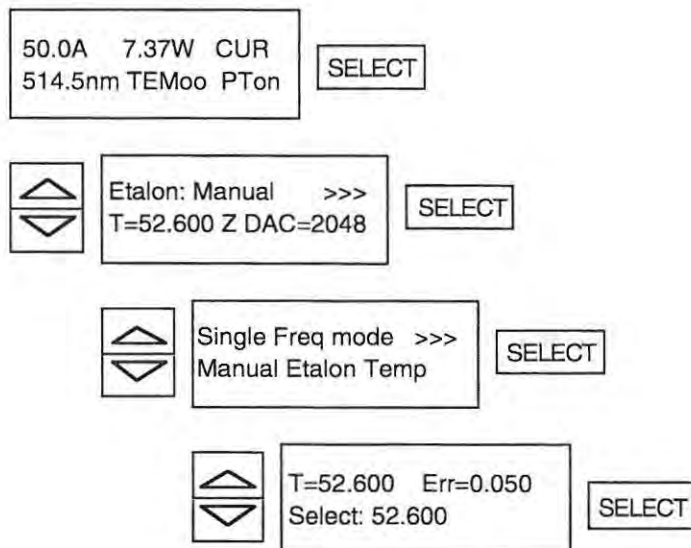 50.0A 7.37W CUR
514.5nm TEMoo PTon
SELECT
Etalon: Manual >>>
T=52.600 Z DAC=2048
SELECT
Single Freq mode >>>
Manual Etalon Temp
SELECT
T=52.600 Err=0.050
Select: 52.600
SELECT